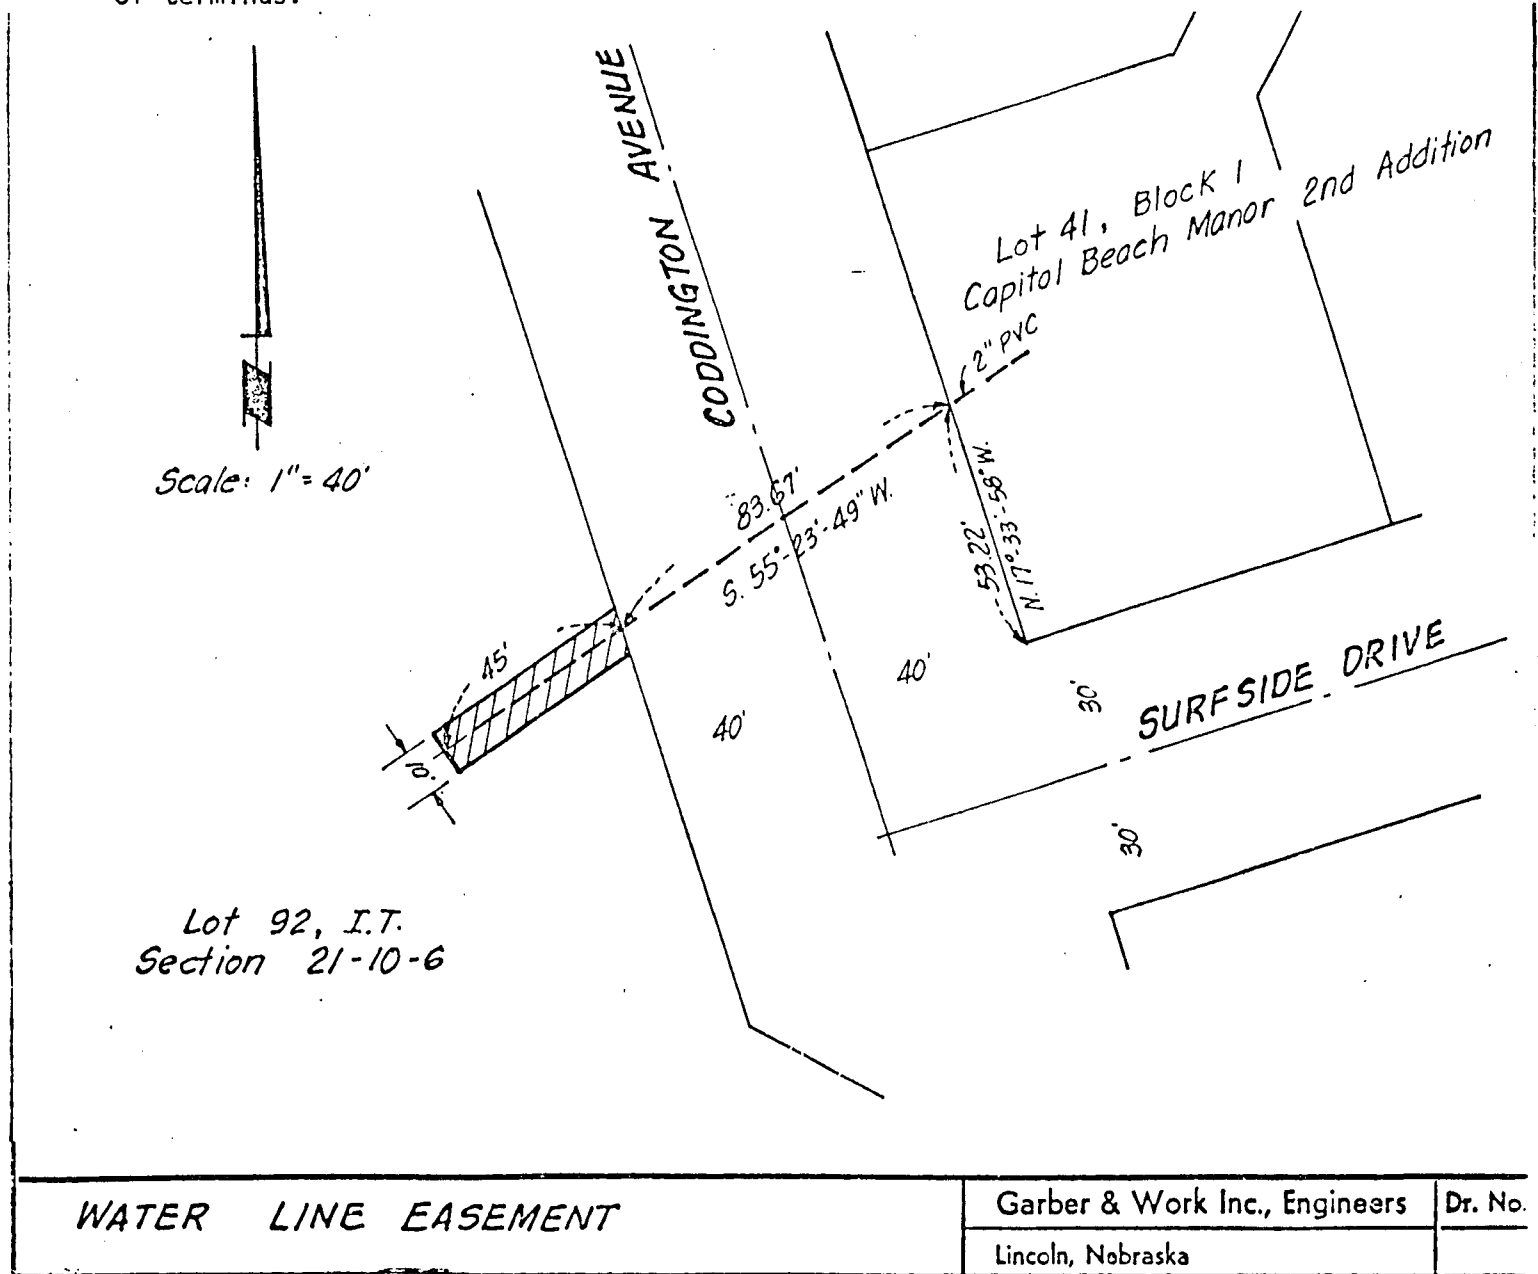 of terminus.
CODDINGTON AVENUE
Lot 41, Block 1
Capitol Beach Manor 2nd Addition
2" PVC
Scale: 1"=40'
83.67'
S. 55°-23'-49" W.
53.22'
N. 17°-33'-58" W.
45'
10'
40'
40'
30'
SURFSIDE DRIVE
30'
Lot 92, I.T.
Section 21-10-6
WATER LINE EASEMENT
Garber & Work Inc., Engineers
Dr. No.
Lincoln, Nebraska